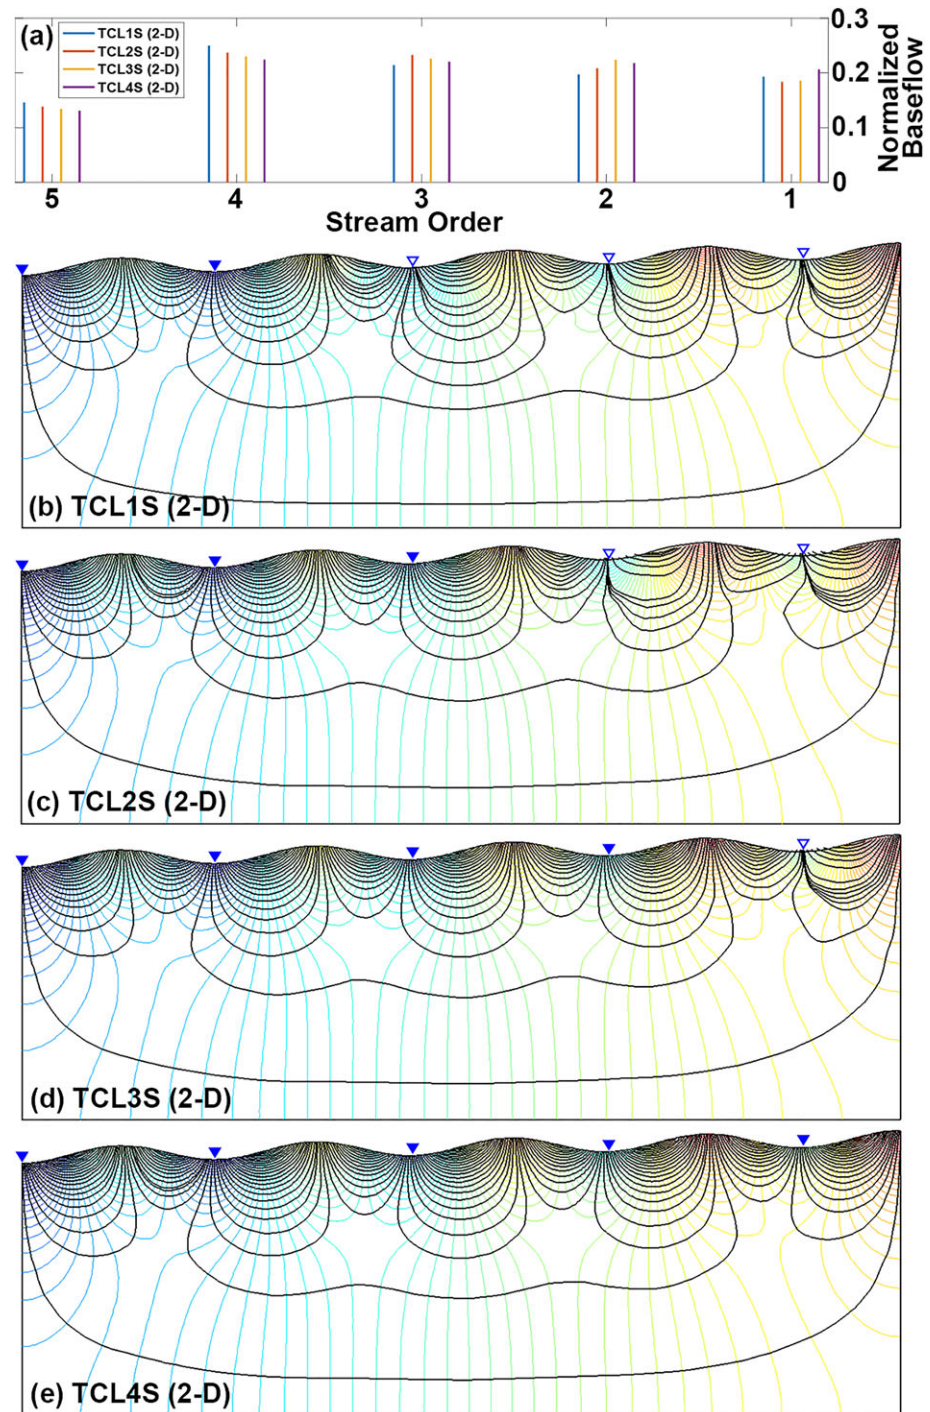 (a)
TCL1S (2-D)
TCL2S (2-D)
TCL3S (2-D)
TCL4S (2-D)
0.3
0.2
0.1
0
Normalized
Baseflow
5 4 3 2 1
Stream Order
(b) TCL1S (2-D)
(c) TCL2S (2-D)
(d) TCL3S (2-D)
(e) TCL4S (2-D)